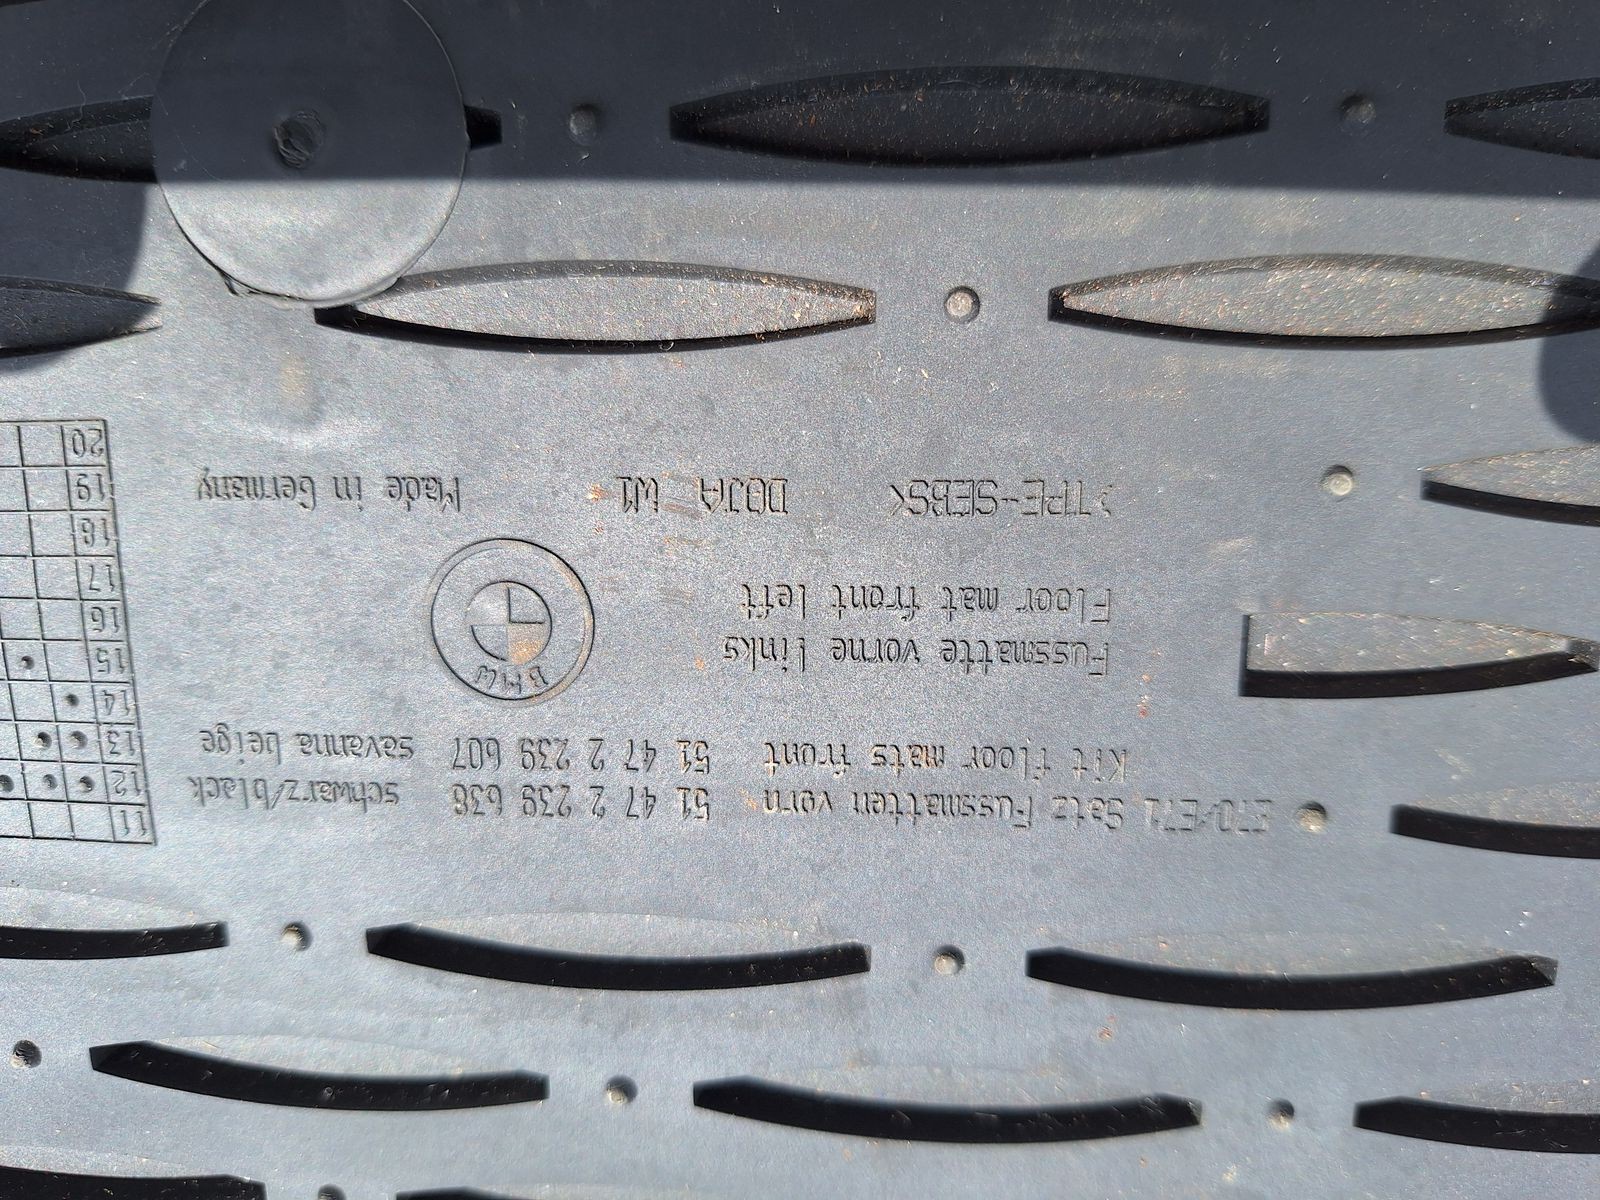 E70/E71 Satz Fussmatten vorn 51 47 2 239 638 schwarz/black
Kit floor mats front 51 47 2 239 607 savanna beige
Fussmatte vorne links
Floor mat front left
BMW
>TPE-SEBS< DOJA W1 Made in Germany
11
12
13
14
15
16
17
18
19
20